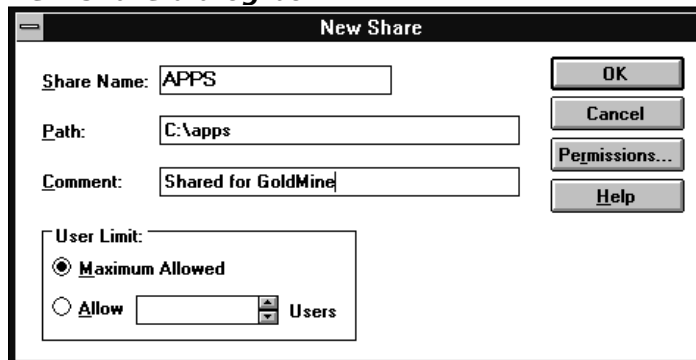 New Share
Share Name: APPS
OK
Path: C:\apps
Cancel
Permissions...
Comment: Shared for GoldMine
Help
User Limit:
Maximum Allowed
Allow Users